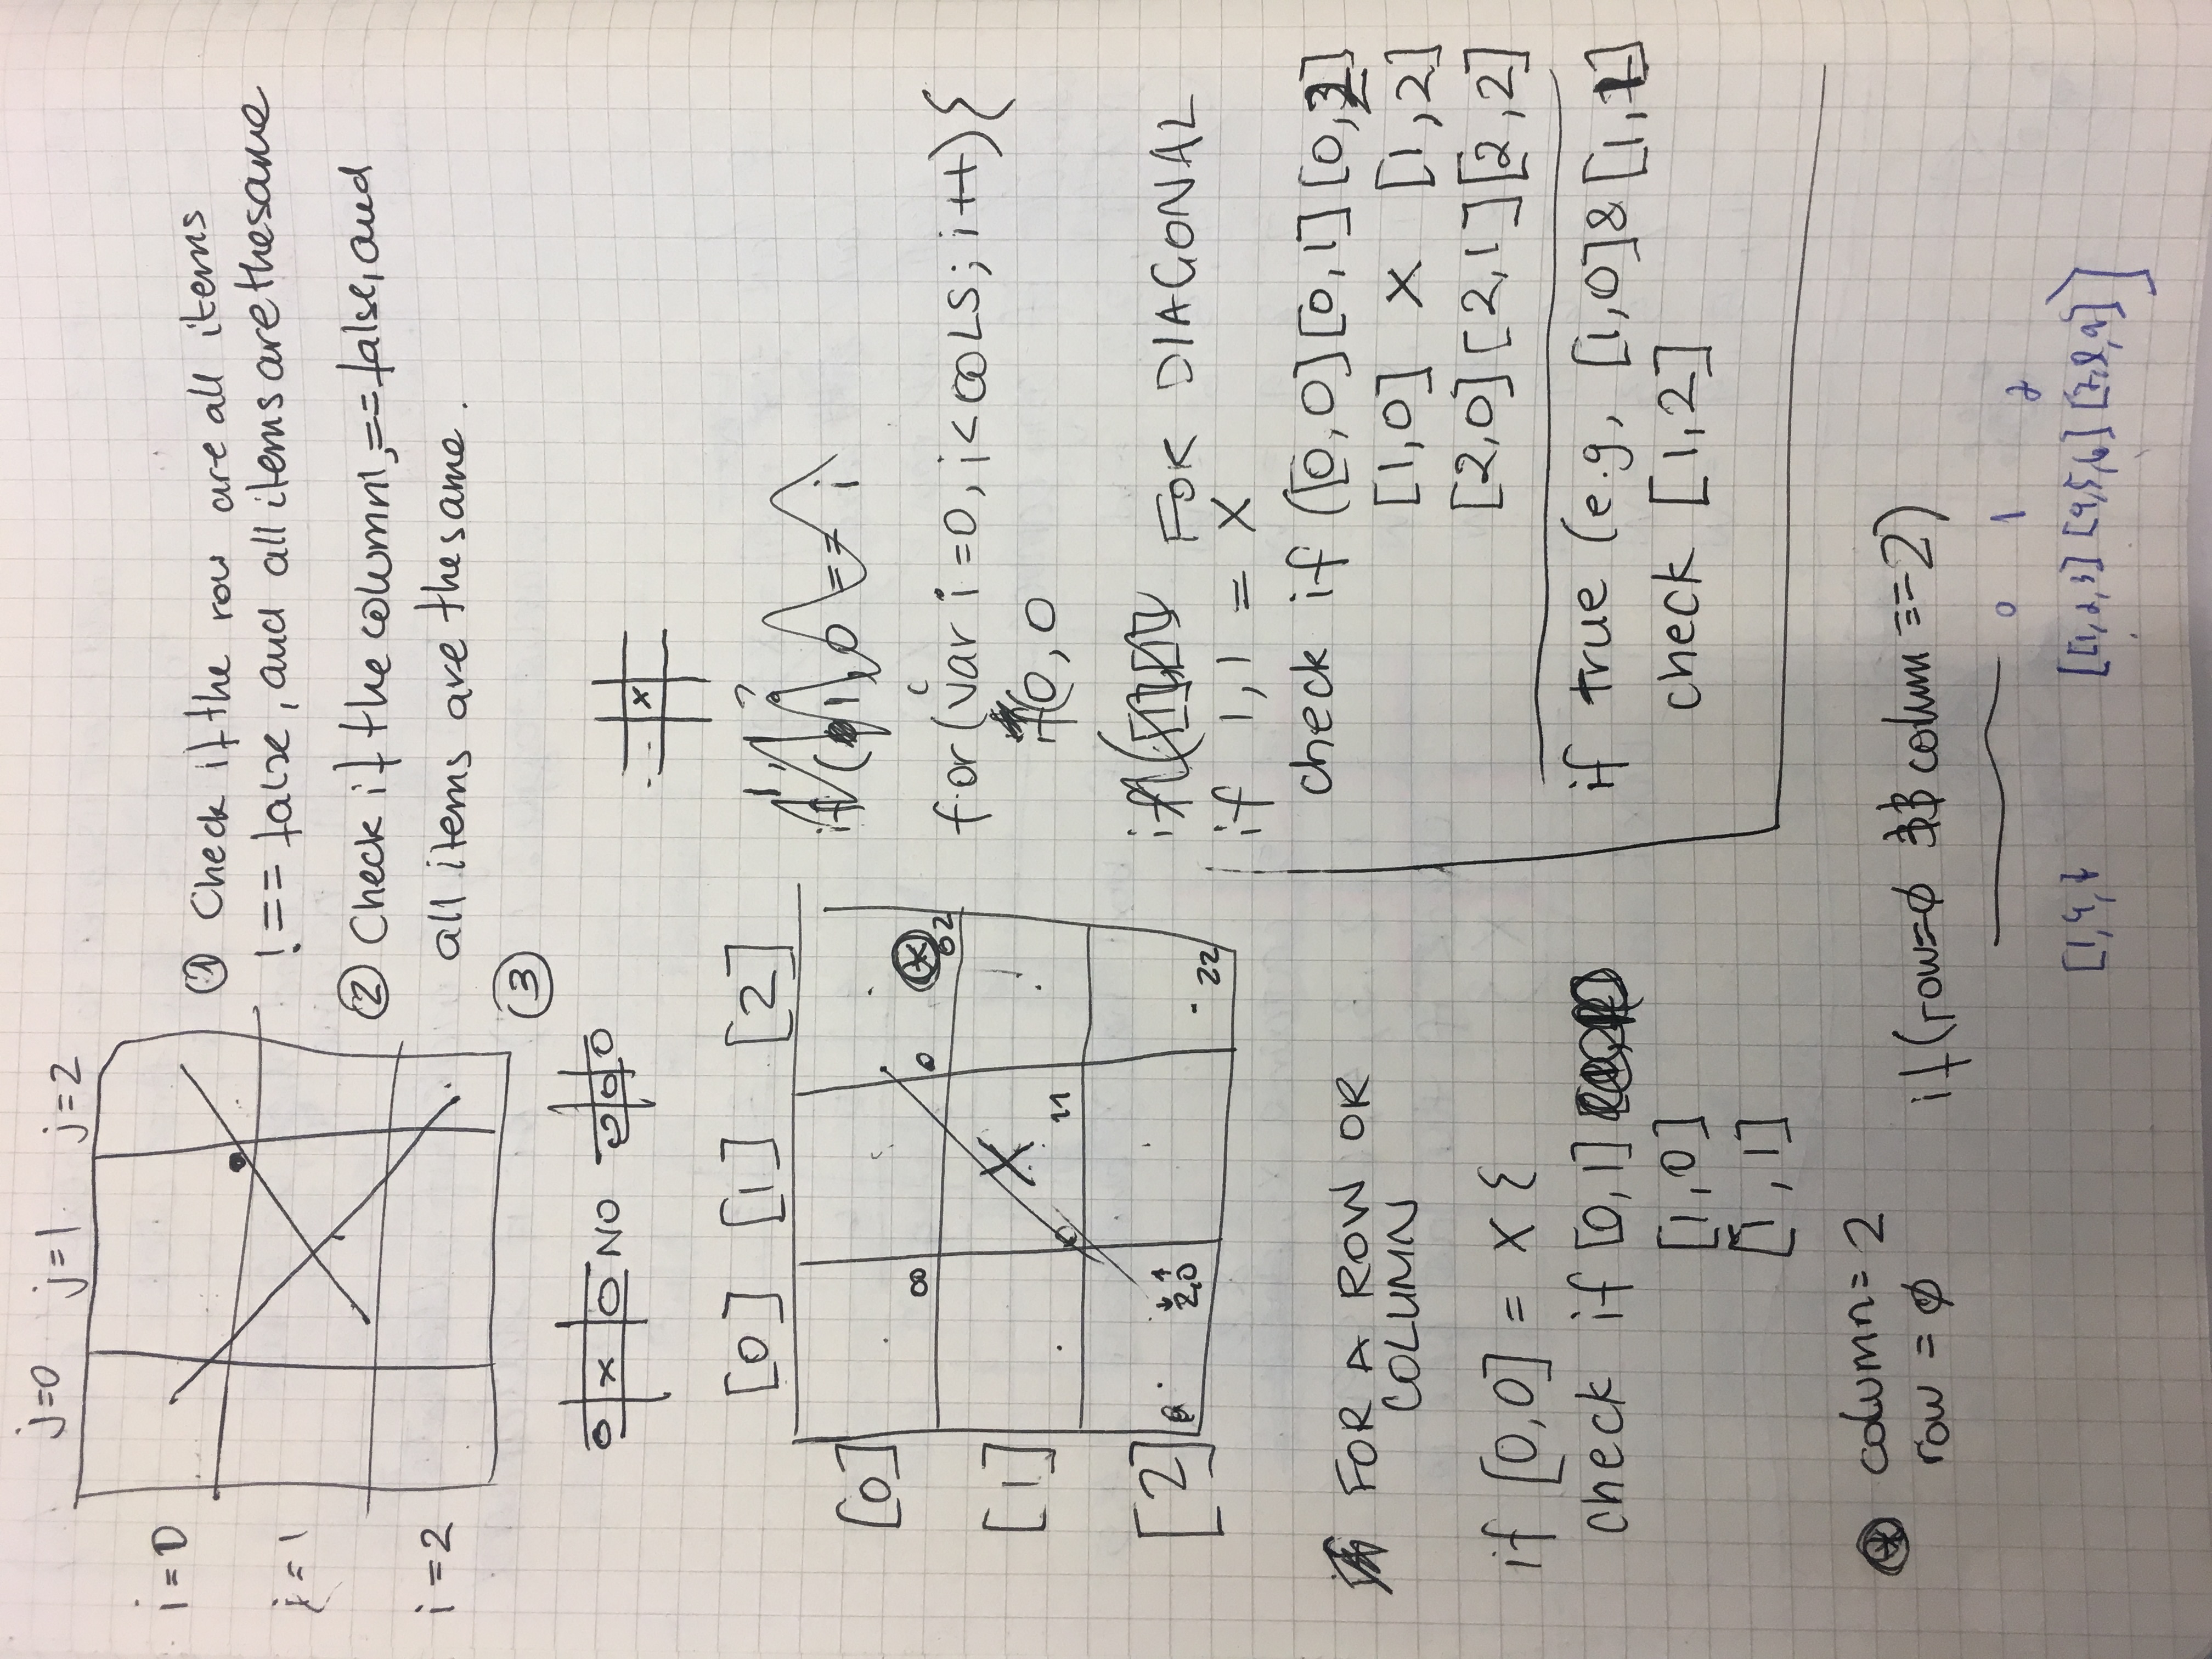 j=0 j=1 j=2
i=0
① Check if the row are all items
!== false, and all items are the same
j=1
② Check if the column !== false, and
all items are the same.
i=2
③
O X O NO O O O
X
[0] [1] [2]
[0]
00 02
[1]
11
[2]
2,0 22
if ( 1,0 == i
for (var i=0, i<COLS; i++){
if(0,0
FOR DIAGONAL
if 1,1 = X
check if ([0,0][0,1][0,2]
[1,0] X [1,2]
[2,0][2,1][2,2]
if true (e.g, [1,0]&[1,1]
check [1,2]
FOR A ROW OR
COLUMN
if [0,0] = X {
check if [0,1]
[1,0]
[1,1]
column= 2
row = Ø
if(row=Ø && column ===2)
0 1 2
[1,4,7 [[1,2,3] [4,5,6] [7,8,9]]